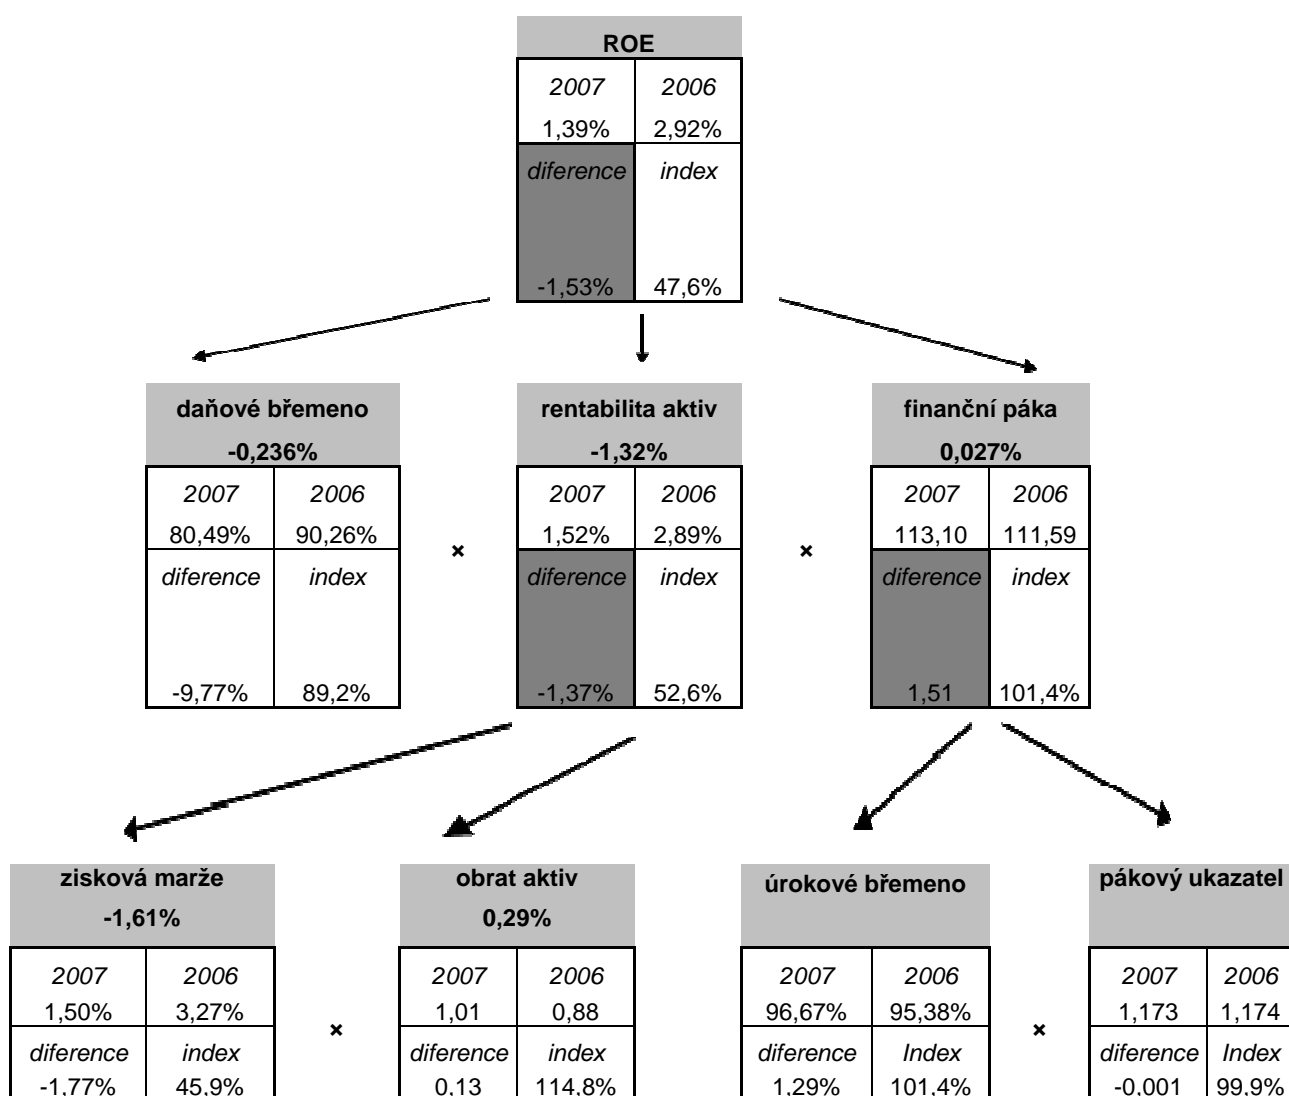 ROE
2007 2006
1,39% 2,92%
diference index
-1,53% 47,6%
daňové břemeno rentabilita aktiv finanční páka
-0,236% -1,32% 0,027%
2007 2006 2007 2006 2007 2006
80,49% 90,26% × 1,52% 2,89% × 113,10 111,59
diference index diference index diference index
-9,77% 89,2% -1,37% 52,6% 1,51 101,4%
zisková marže obrat aktiv úrokové břemeno pákový ukazatel
-1,61% 0,29%
2007 2006 2007 2006 2007 2006 2007 2006
1,50% 3,27% × 1,01 0,88 96,67% 95,38% × 1,173 1,174
diference index diference index diference Index diference Index
-1,77% 45,9% 0,13 114,8% 1,29% 101,4% -0,001 99,9%